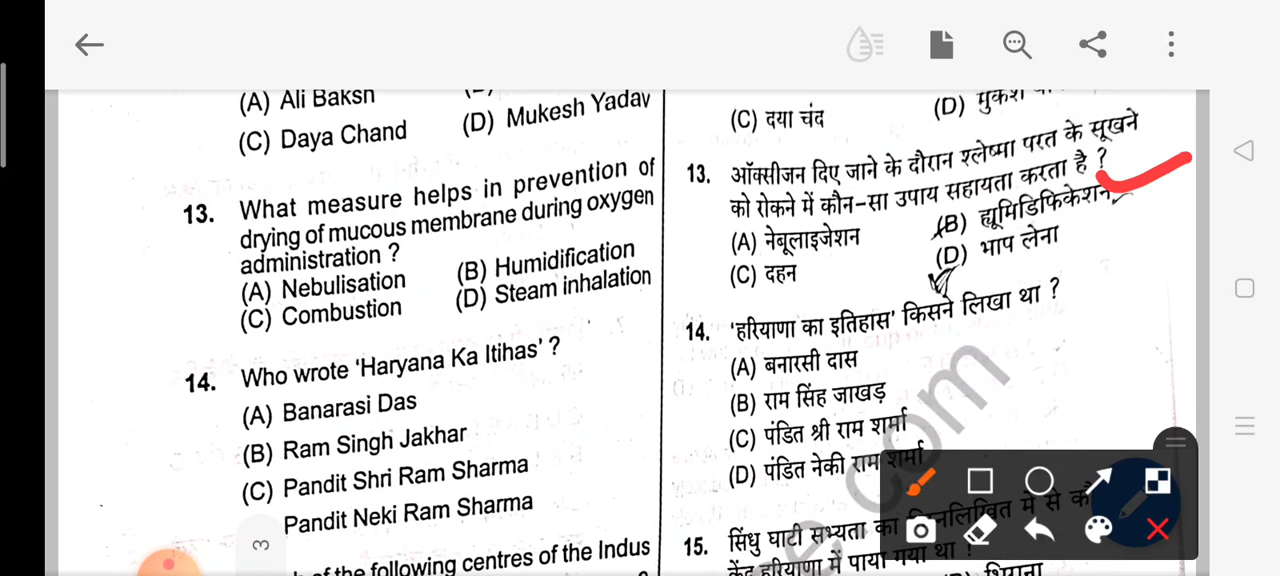 (A) Ali Baksh
(C) Daya Chand
(D) Mukesh Yadav
13. What measure helps in prevention of
drying of mucous membrane during oxygen
administration ?
(A) Nebulisation
(B) Humidification
(C) Combustion
(D) Steam inhalation
14. Who wrote 'Haryana Ka Itihas' ?
(A) Banarasi Das
(B) Ram Singh Jakhar
(C) Pandit Shri Ram Sharma
Pandit Neki Ram Sharma
of the following centres of the Indus
3
(C) दया चंद
(D) मुकेश
13. ऑक्सीजन दिए जाने के दौरान श्लेष्मा परत के सूखने
को रोकने में कौन-सा उपाय सहायता करता है ?
(A) नेबूलाइजेशन
(B) ह्यूमिडिफिकेशन
(C) दहन
(D) भाप लेना
14. 'हरियाणा का इतिहास' किसने लिखा था ?
(A) बनारसी दास
(B) राम सिंह जाखड़
(C) पंडित श्री राम शर्मा
(D) पंडित नेकी राम शर्मा
15. सिंधु घाटी सभ्यता का निम्नलिखित में से
केंद्र हरियाणा में पाया गया था ?
e.com